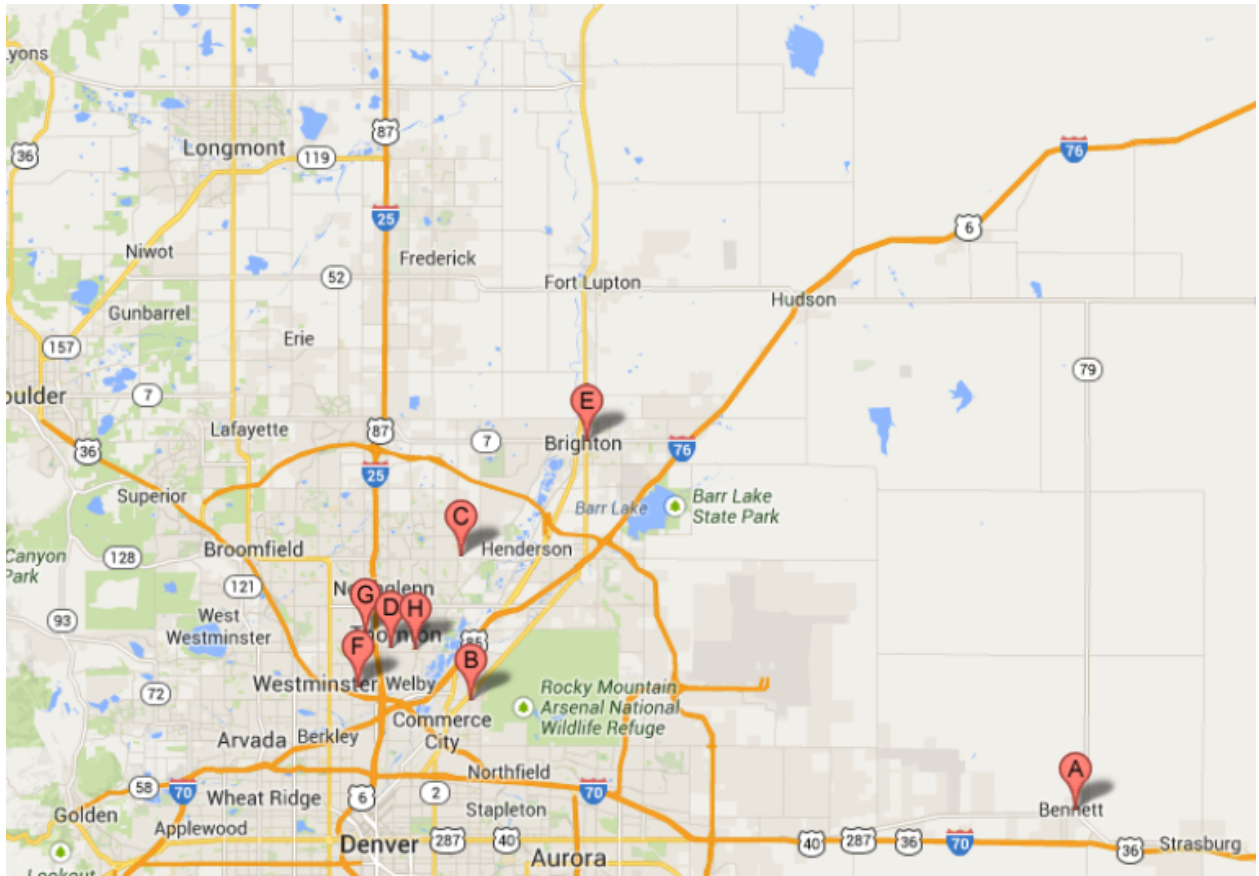 Lyons
87
36
Longmont
119
76
25
6
Niwot
Frederick
52
Fort Lupton
Hudson
Gunbarrel
Erie
157
79
7
E
oulder
Lafayette
87
7
Brighton
76
36
25
Superior
Barr Lake
Barr Lake
State Park
C
Broomfield
Henderson
Canyon
Park
128
121
G
D
H
93
West
Westminster
F
85
B
Westminster
Welby
72
Rocky Mountain
Arsenal National
Wildlife Refuge
Commerce
City
Arvada
Berkley
A
Northfield
58
70
Wheat Ridge
6
2
70
Golden
Stapleton
Bennett
Applewood
Denver
287
40
Aurora
40
287
36
70
36
Strasburg
Lookout